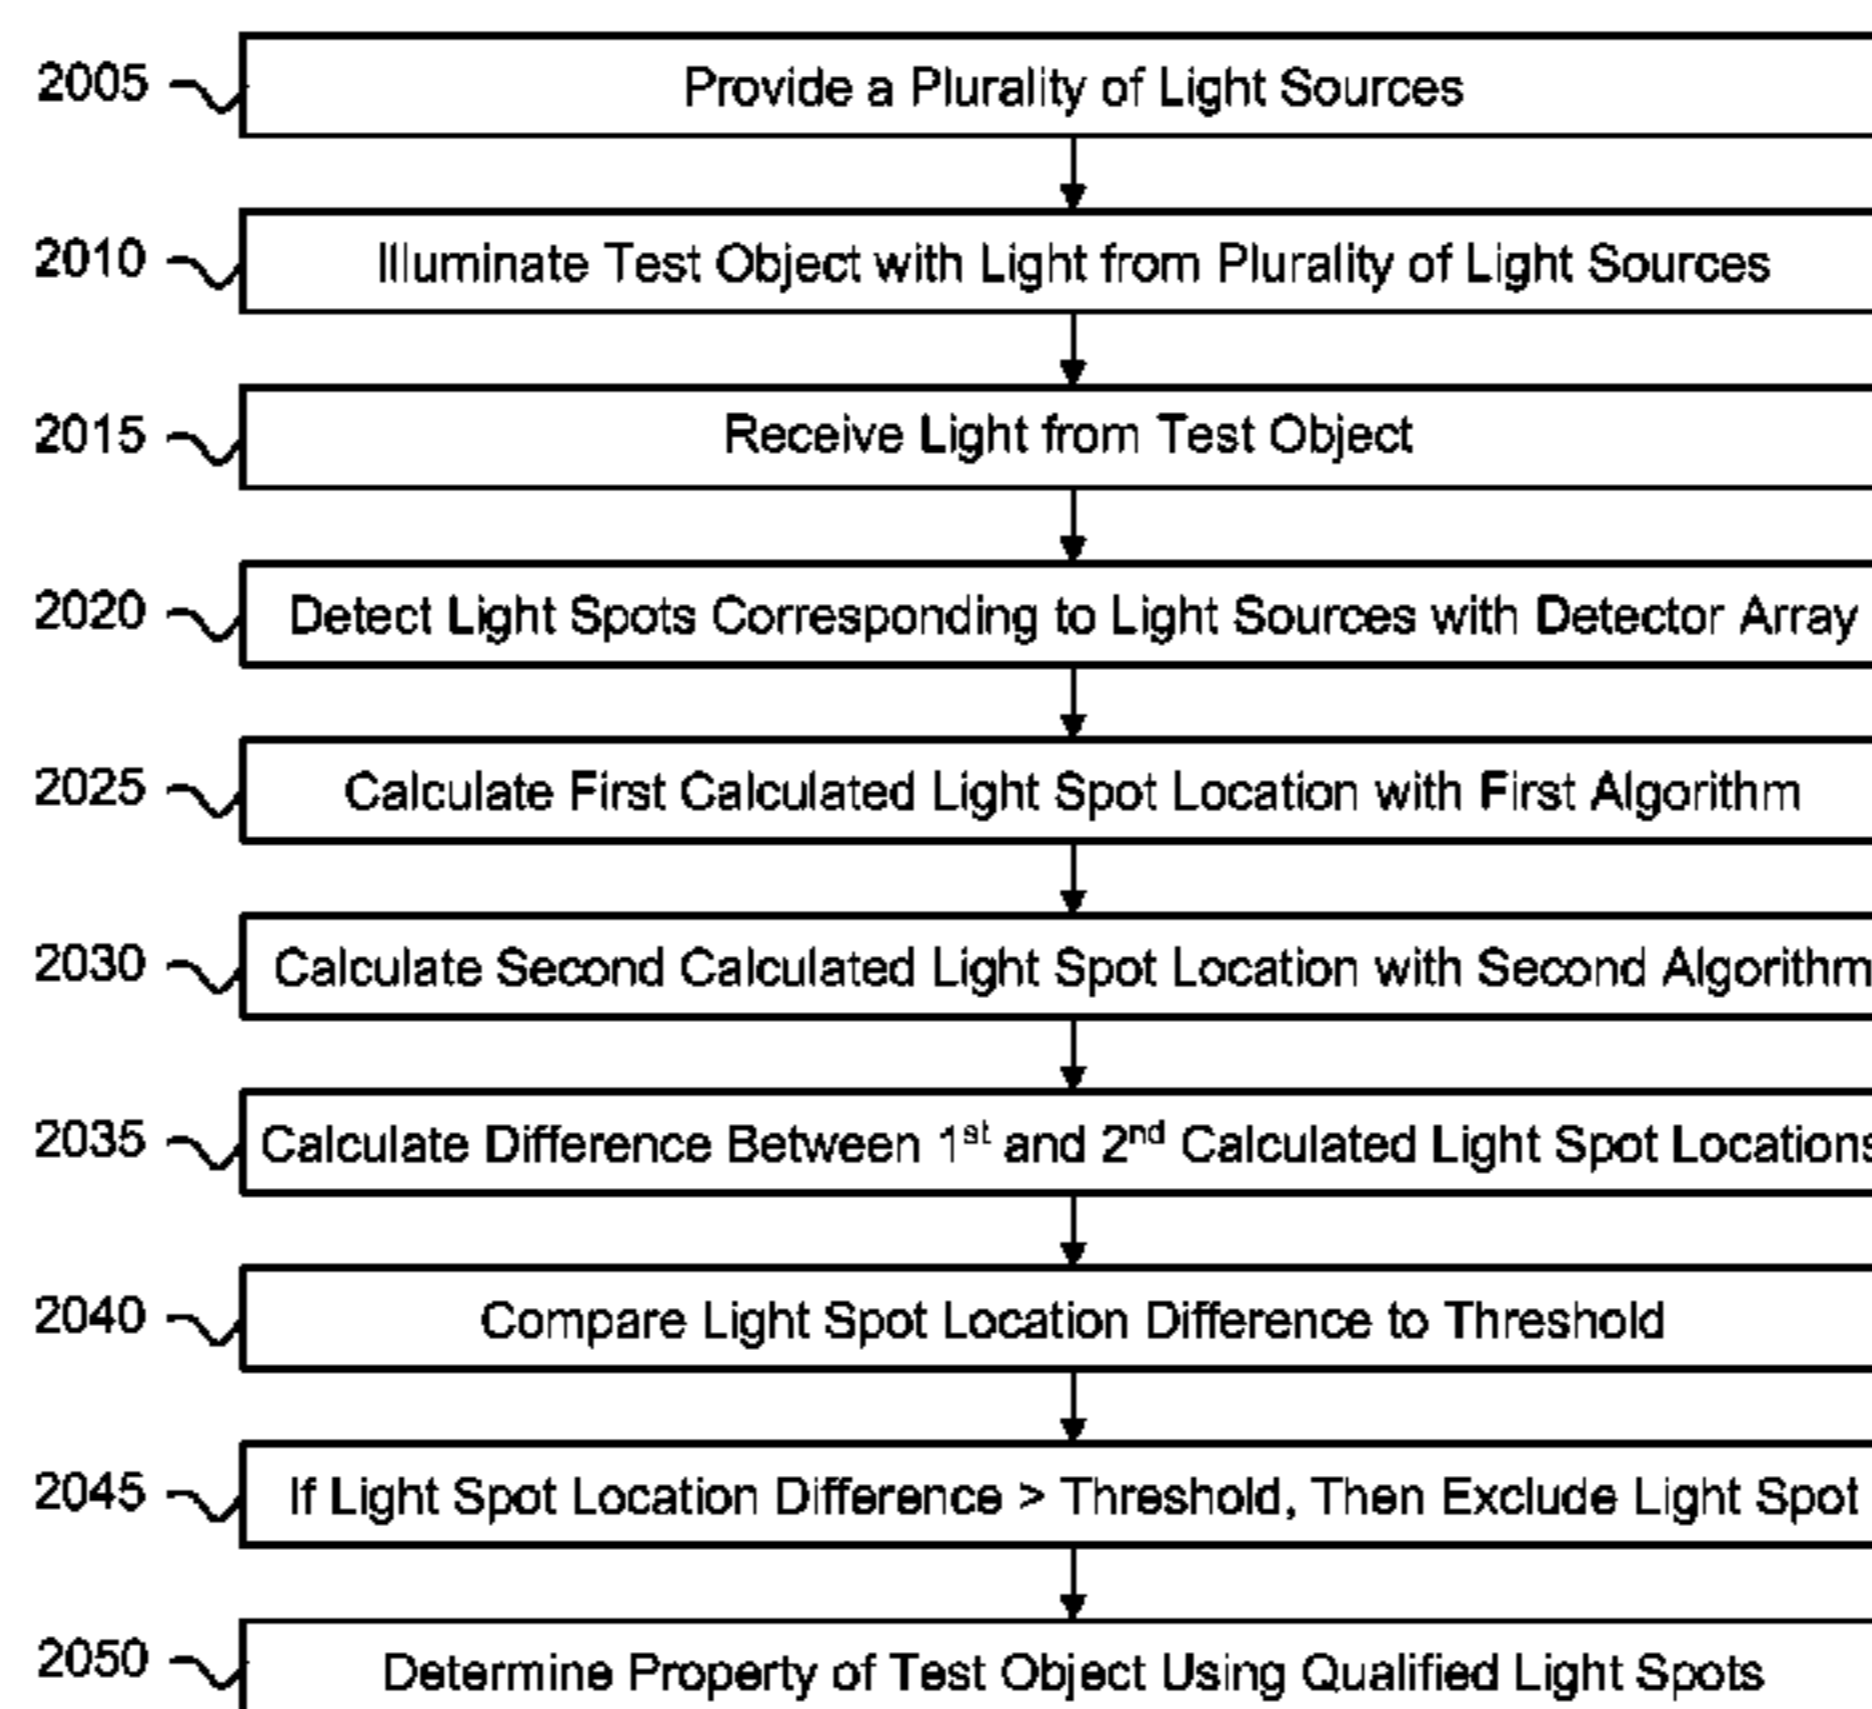 2005 Provide a Plurality of Light Sources
2010 Illuminate Test Object with Light from Plurality of Light Sources
2015 Receive Light from Test Object
2020 Detect Light Spots Corresponding to Light Sources with Detector Array
2025 Calculate First Calculated Light Spot Location with First Algorithm
2030 Calculate Second Calculated Light Spot Location with Second Algorithm
2035 Calculate Difference Between 1st and 2nd Calculated Light Spot Locations
2040 Compare Light Spot Location Difference to Threshold
2045 If Light Spot Location Difference > Threshold, Then Exclude Light Spot
2050 Determine Property of Test Object Using Qualified Light Spots